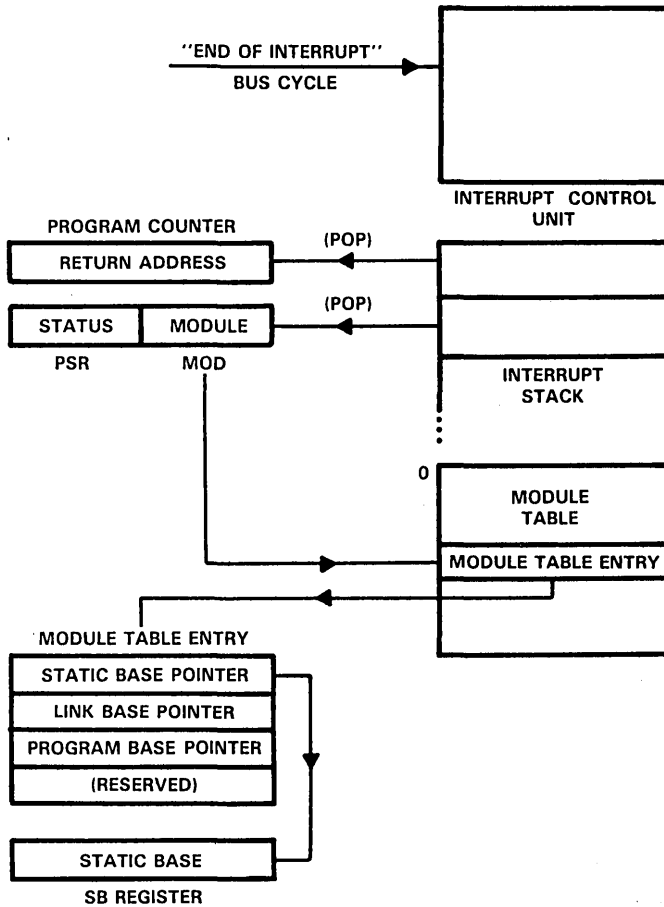 "END OF INTERRUPT"
BUS CYCLE
INTERRUPT CONTROL
UNIT
PROGRAM COUNTER
RETURN ADDRESS
(POP)
STATUS
MODULE
(POP)
PSR
MOD
INTERRUPT
STACK
0
MODULE
TABLE
MODULE TABLE ENTRY
MODULE TABLE ENTRY
STATIC BASE POINTER
LINK BASE POINTER
PROGRAM BASE POINTER
(RESERVED)
STATIC BASE
SB REGISTER